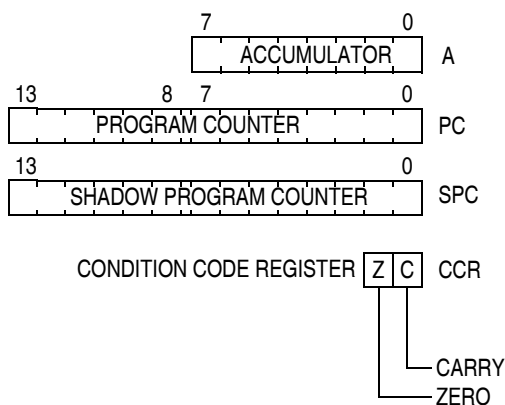 7 0
ACCUMULATOR A
13 8 7 0
PROGRAM COUNTER PC
13 0
SHADOW PROGRAM COUNTER SPC
CONDITION CODE REGISTER Z C CCR
CARRY
ZERO